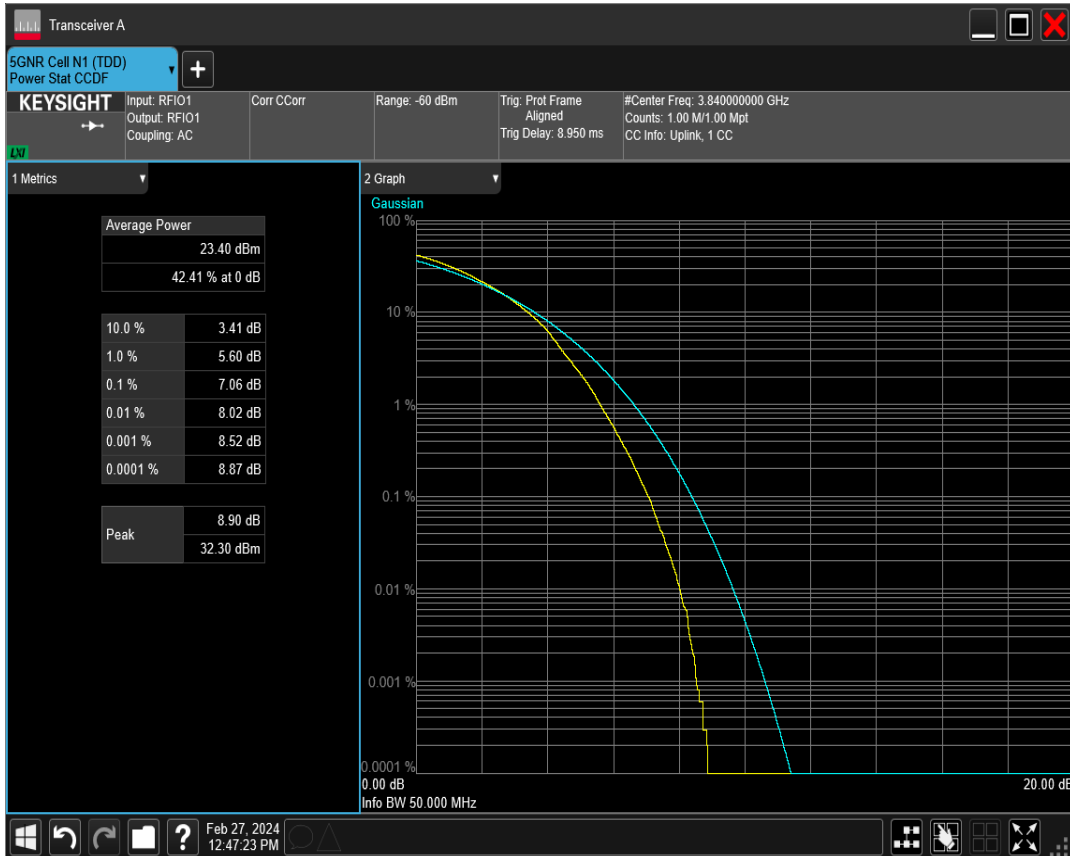 Transceiver A
5GNR Cell N1 (TDD)
Power Stat CCDF
+
KEYSIGHT
LXI
Input: RFIO1
Output: RFIO1
Coupling: AC
Corr CCorr
Range: -60 dBm
Trig: Prot Frame
Aligned
Trig Delay: 8.950 ms
#Center Freq: 3.840000000 GHz
Counts: 1.00 M/1.00 Mpt
CC Info: Uplink, 1 CC
1 Metrics
Average Power
23.40 dBm
42.41 % at 0 dB
10.0 % 3.41 dB
1.0 % 5.60 dB
0.1 % 7.06 dB
0.01 % 8.02 dB
0.001 % 8.52 dB
0.0001 % 8.87 dB
Peak
8.90 dB
32.30 dBm
2 Graph
Gaussian
100 %
10 %
1 %
0.1 %
0.01 %
0.001 %
0.0001 %
0.00 dB 20.00 dB
Info BW 50.000 MHz
?
Feb 27, 2024
12:47:23 PM